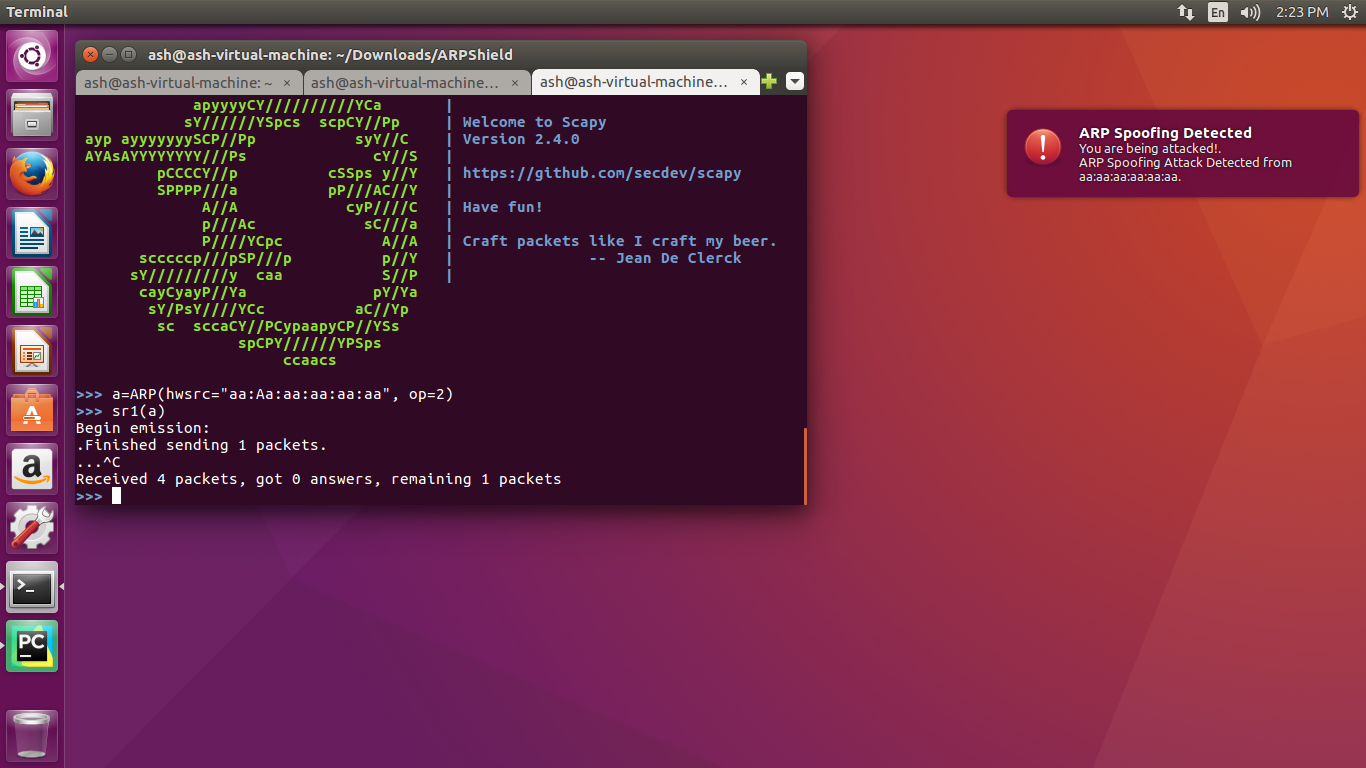 Terminal
En
2:23 PM
ash@ash-virtual-machine: ~/Downloads/ARPShield
ash@ash-virtual-machine: ~ ×
ash@ash-virtual-machine... ×
ash@ash-virtual-machine... ×
apyyyyCY//////////YCa |
sY//////YSpcs scpCY//Pp | Welcome to Scapy
ayp ayyyyyyySCP//Pp syY//C | Version 2.4.0
AYAsAYYYYYYYY///Ps cY//S |
pCCCCY//p cSSps y//Y | https://github.com/secdev/scapy
SPPPP///a pP///AC//Y |
A//A cyP////C | Have fun!
p///Ac sC///a |
P////YCpc A//A | Craft packets like I craft my beer.
scccccp///pSP///p p//Y | -- Jean De Clerck
sY/////////y caa S//P |
cayCyayP//Ya pY/Ya
sY/PsY////YCc aC//Yp
sc sccaCY//PCypaapyCP//YSs
spCPY//////YPSps
ccaacs
>>> a=ARP(hwsrc="aa:Aa:aa:aa:aa:aa", op=2)
>>> sr1(a)
Begin emission:
.Finished sending 1 packets.
...^C
Received 4 packets, got 0 answers, remaining 1 packets
>>>
ARP Spoofing Detected
You are being attacked!.
ARP Spoofing Attack Detected from
aa:aa:aa:aa:aa:aa.
A
a
>_
PC